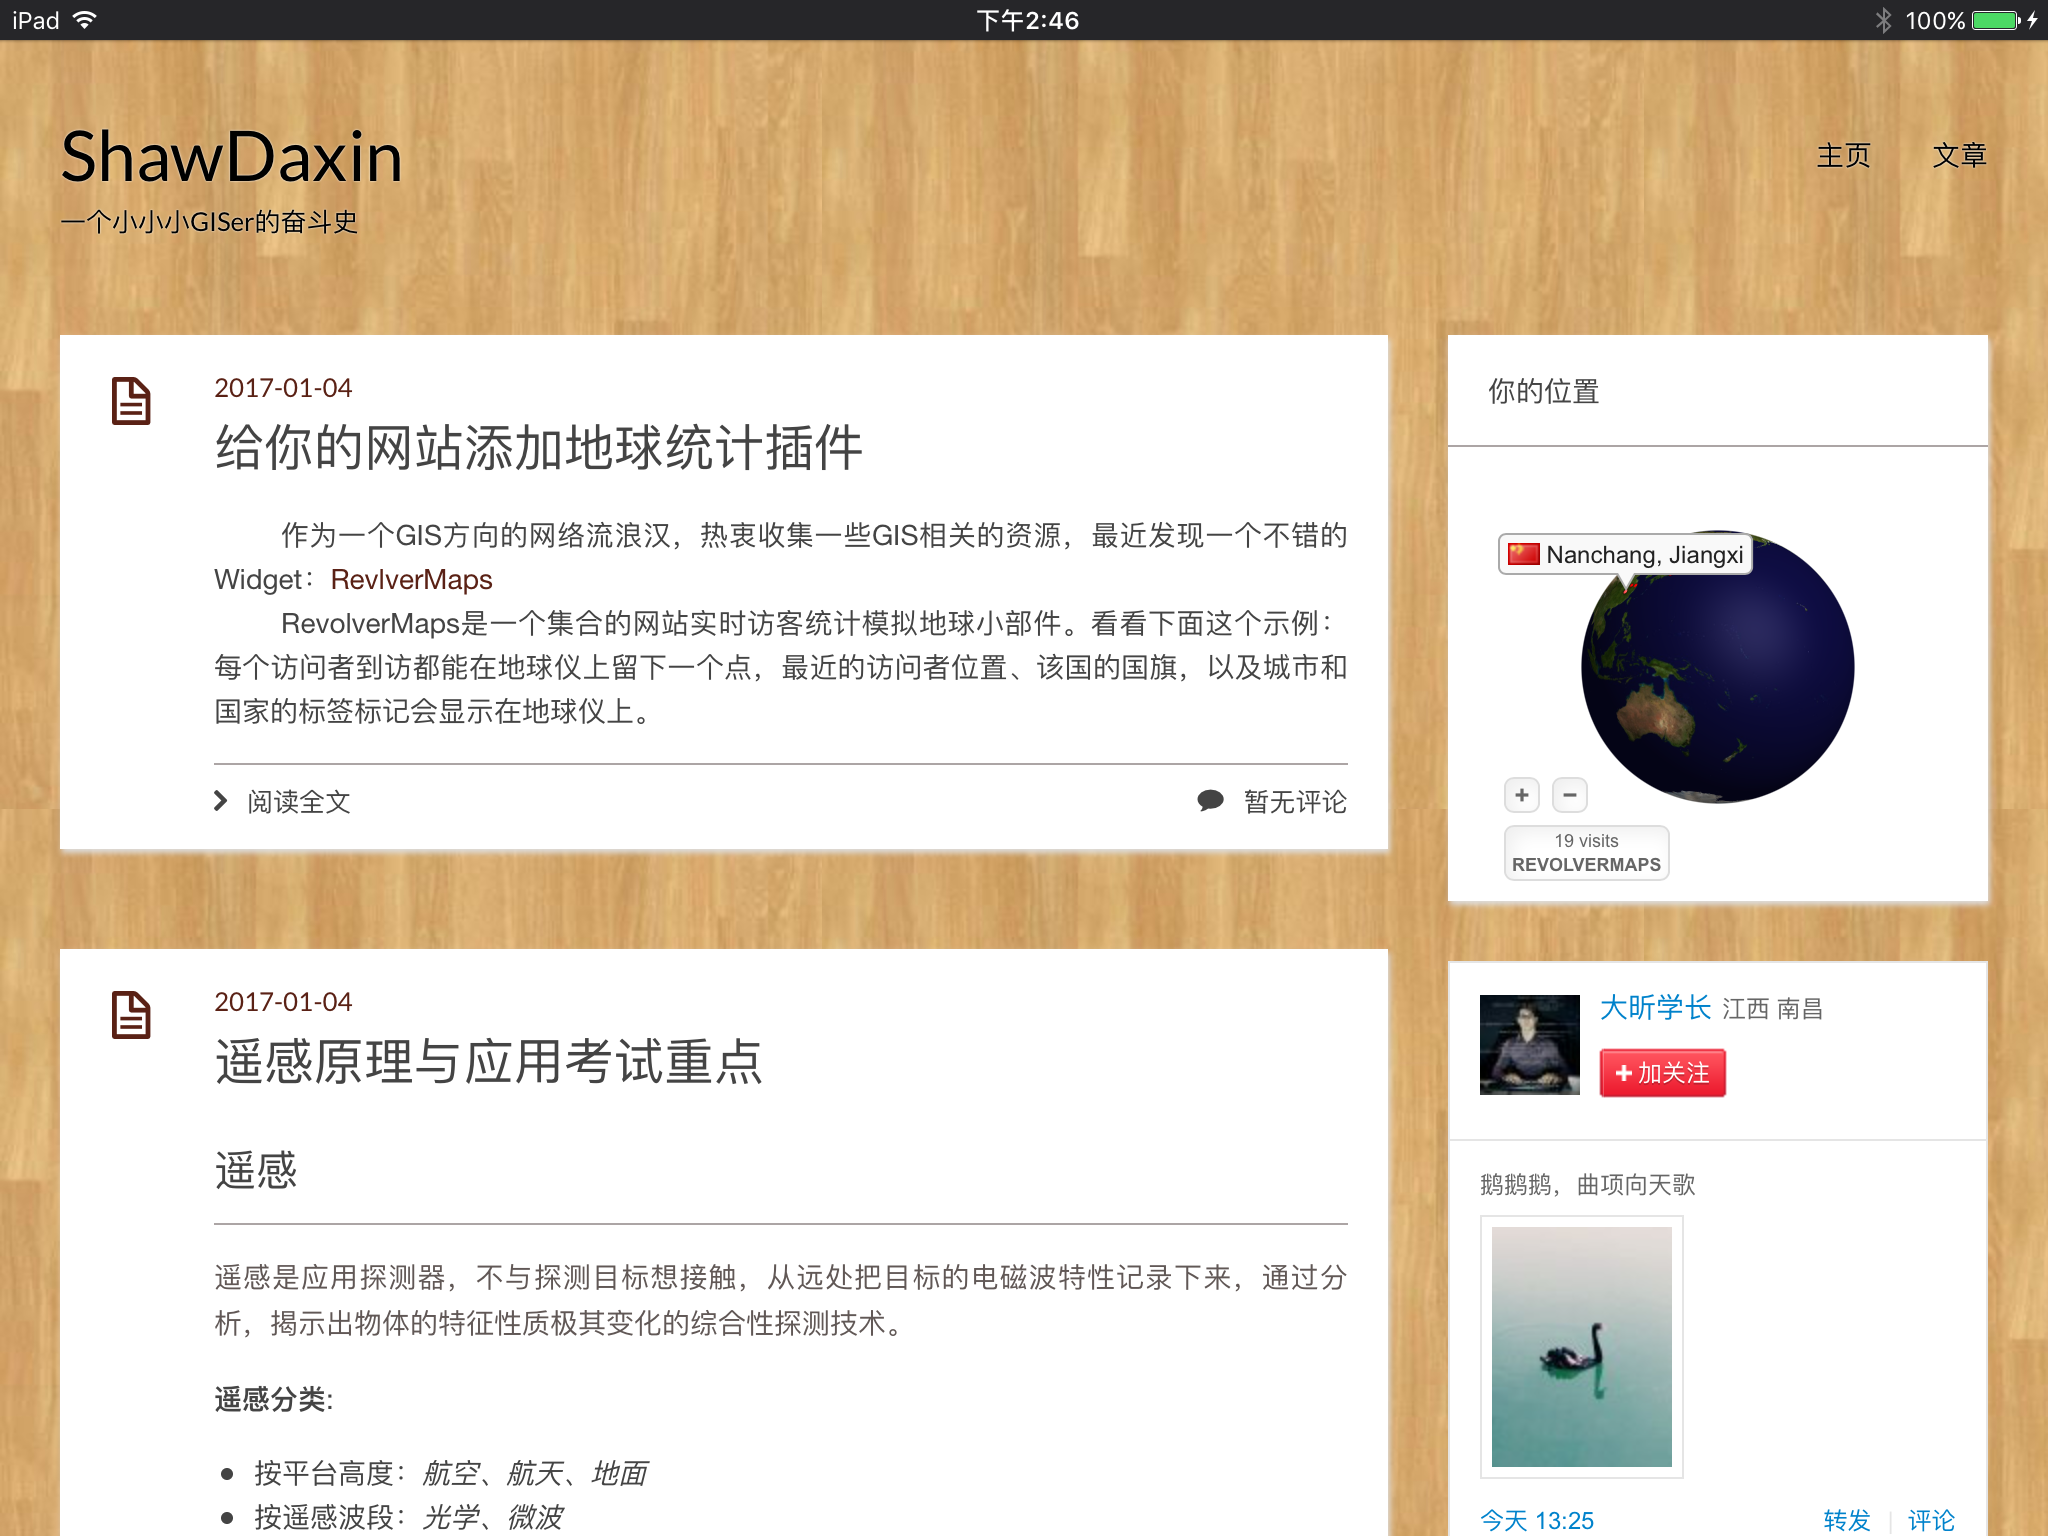 iPad
下午2:46
100%
ShawDaxin
一个小小小GISer的奋斗史
主页
文章
2017-01-04
给你的网站添加地球统计插件
作为一个GIS方向的网络流浪汉，热衷收集一些GIS相关的资源，最近发现一个不错的
Widget：RevlverMaps
RevolverMaps是一个集合的网站实时访客统计模拟地球小部件。看看下面这个示例：
每个访问者到访都能在地球仪上留下一个点，最近的访问者位置、该国的国旗，以及城市和
国家的标签标记会显示在地球仪上。
阅读全文
暂无评论
2017-01-04
遥感原理与应用考试重点
遥感
遥感是应用探测器，不与探测目标想接触，从远处把目标的电磁波特性记录下来，通过分
析，揭示出物体的特征性质极其变化的综合性探测技术。
遥感分类:
按平台高度：航空、航天、地面
按遥感波段：光学、微波
你的位置
Nanchang, Jiangxi
+ −
19 visits
REVOLVERMAPS
大昕学长 江西 南昌
+ 加关注
鹅鹅鹅，曲项向天歌
今天 13:25
转发 | 评论